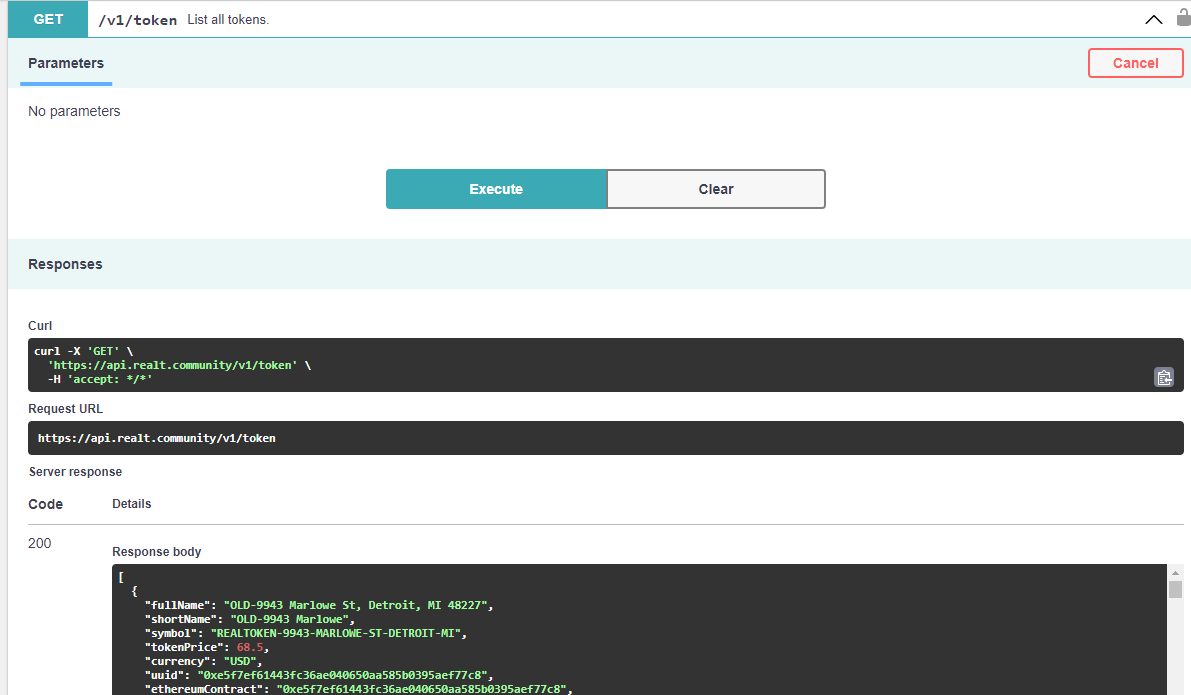 GET /v1/token List all tokens.
Parameters Cancel
No parameters
Execute Clear
Responses
Curl
curl -X 'GET' \
'https://api.realt.community/v1/token' \
-H 'accept: */*'
Request URL
https://api.realt.community/v1/token
Server response
Code Details
200
Response body
[
{
"fullName": "OLD-9943 Marlowe St, Detroit, MI 48227",
"shortName": "OLD-9943 Marlowe",
"symbol": "REALTOKEN-9943-MARLOWE-ST-DETROIT-MI",
"tokenPrice": 68.5,
"currency": "USD",
"uuid": "0xe5f7ef61443fc36ae040650aa585b0395aef77c8",
"ethereumContract": "0xe5f7ef61443fc36ae040650aa585b0395aef77c8",